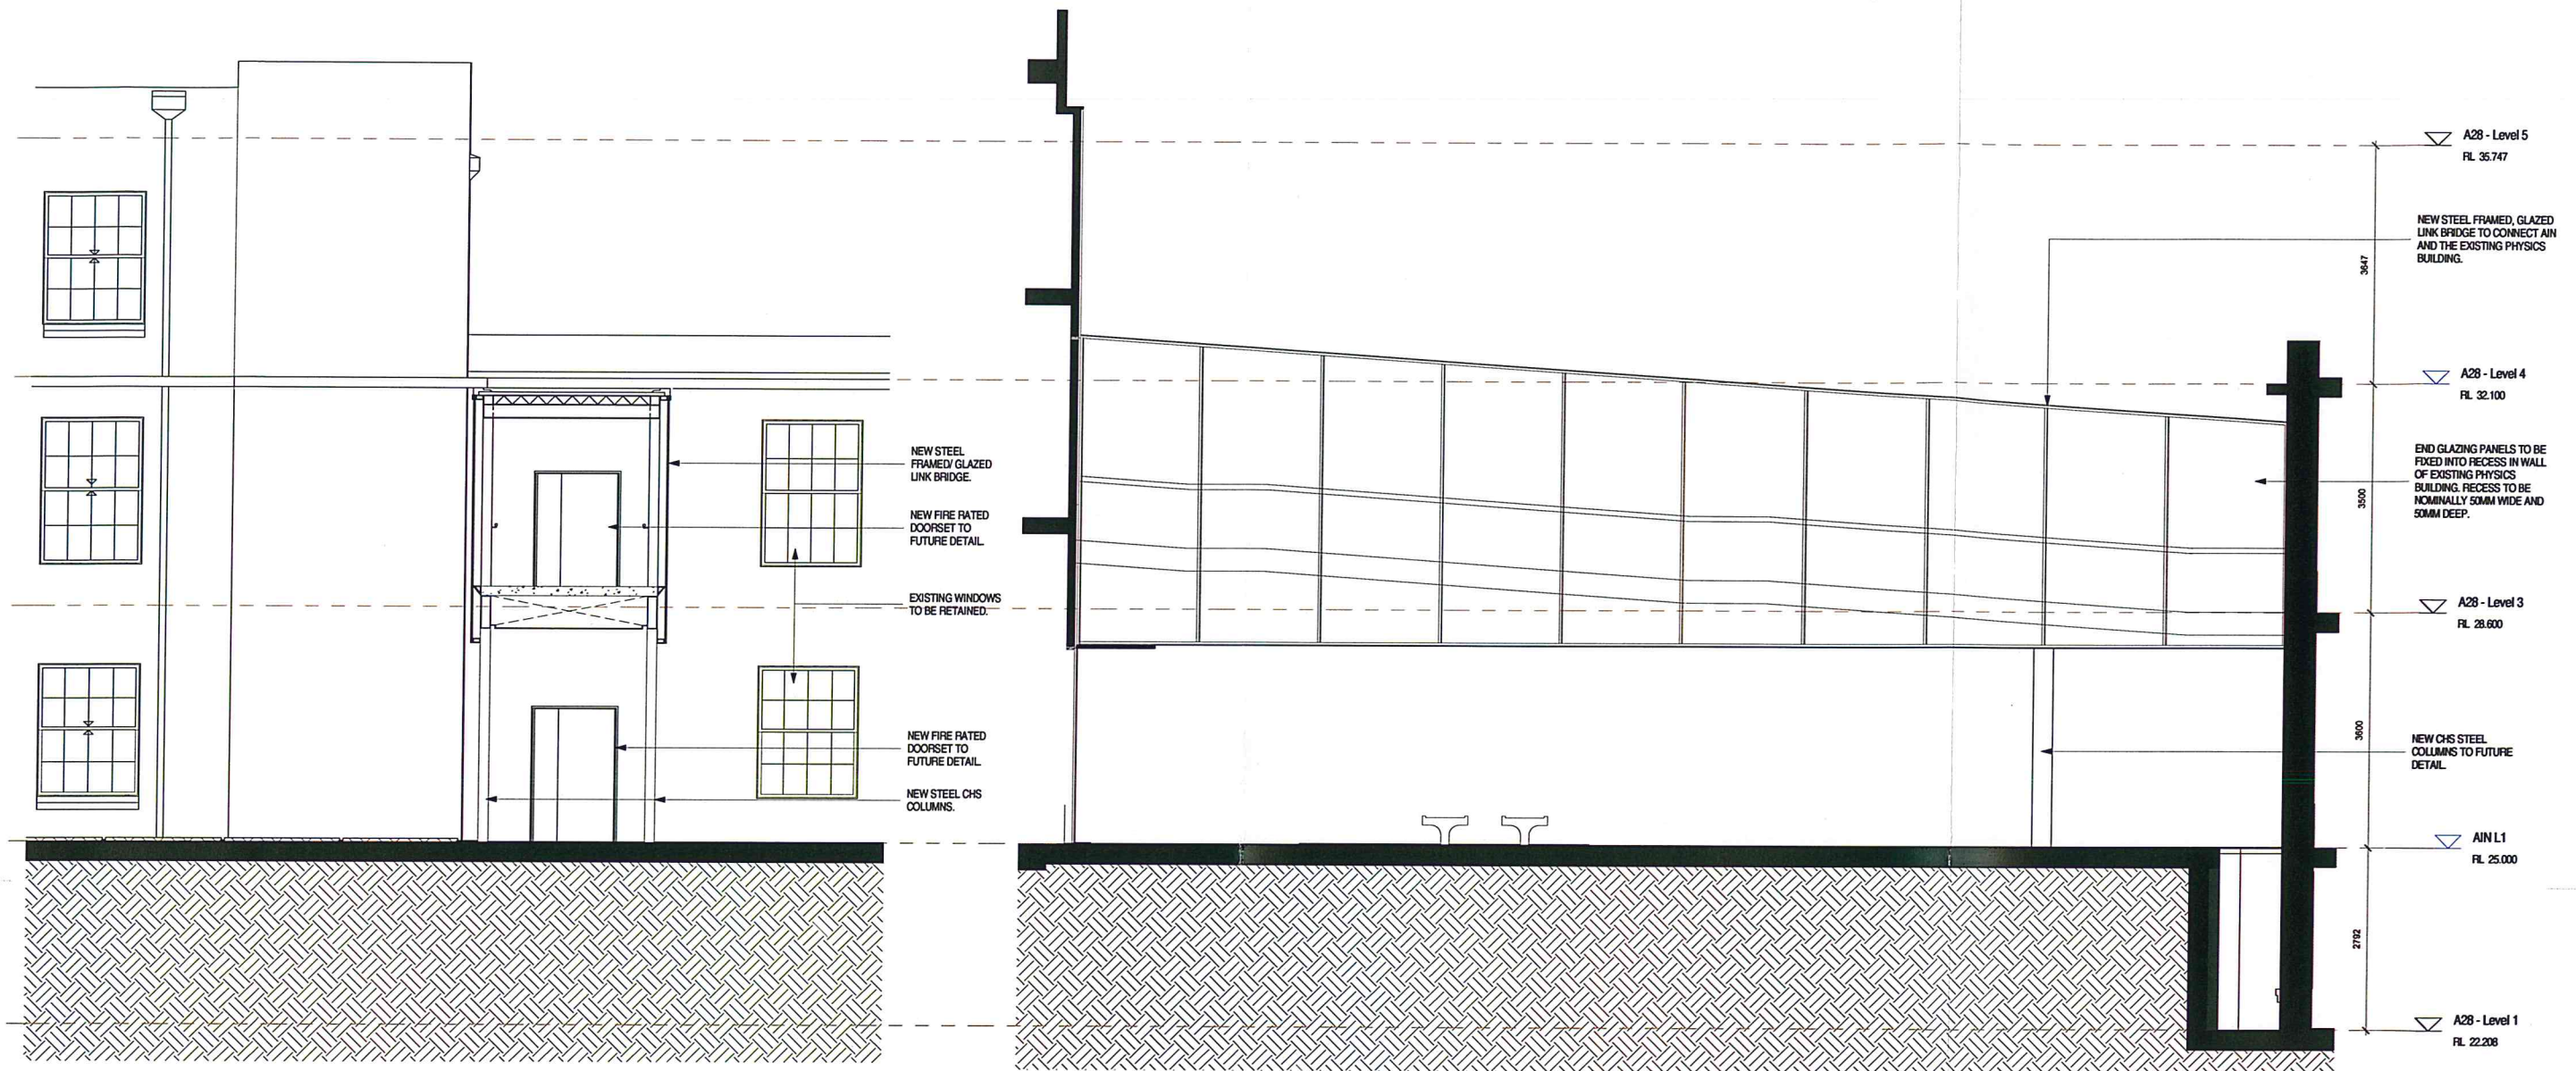 NEW STEEL
FRAMED/ GLAZED
LINK BRIDGE.
NEW FIRE RATED
DOORSET TO
FUTURE DETAIL.
EXISTING WINDOWS
TO BE RETAINED.
NEW FIRE RATED
DOORSET TO
FUTURE DETAIL.
NEW STEEL CHS
COLUMNS.
A28 - Level 5
RL 35.747
NEW STEEL FRAMED, GLAZED
LINK BRIDGE TO CONNECT AIN
AND THE EXISTING PHYSICS
BUILDING.
3647
A28 - Level 4
RL 32.100
END GLAZING PANELS TO BE
FIXED INTO RECESS IN WALL
OF EXISTING PHYSICS
BUILDING. RECESS TO BE
NOMINALLY 50MM WIDE AND
50MM DEEP.
3500
A28 - Level 3
RL 28.600
3600
NEW CHS STEEL
COLUMNS TO FUTURE
DETAIL.
AIN L1
RL 25.000
2792
A28 - Level 1
RL 22.208